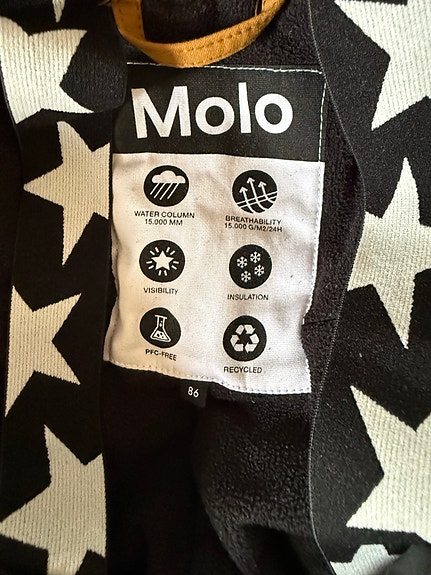 Molo
WATER COLUMN
15.000 MM
BREATHABILITY
15.000 G/M2/24H
VISIBILITY
INSULATION
PFC-FREE
RECYCLED
86